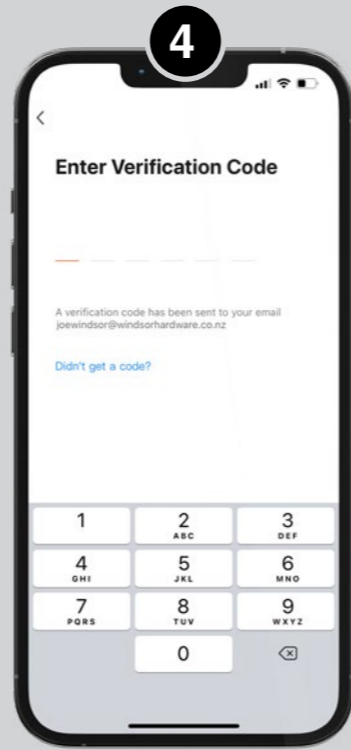 4
Enter Verification Code
A verification code has been sent to your email
joewindsor@windsorhardware.co.nz
Didn't get a code?
1 2 3
ABC DEF
4 5 6
GHI JKL MNO
7 8 9
PQRS TUV WXYZ
0